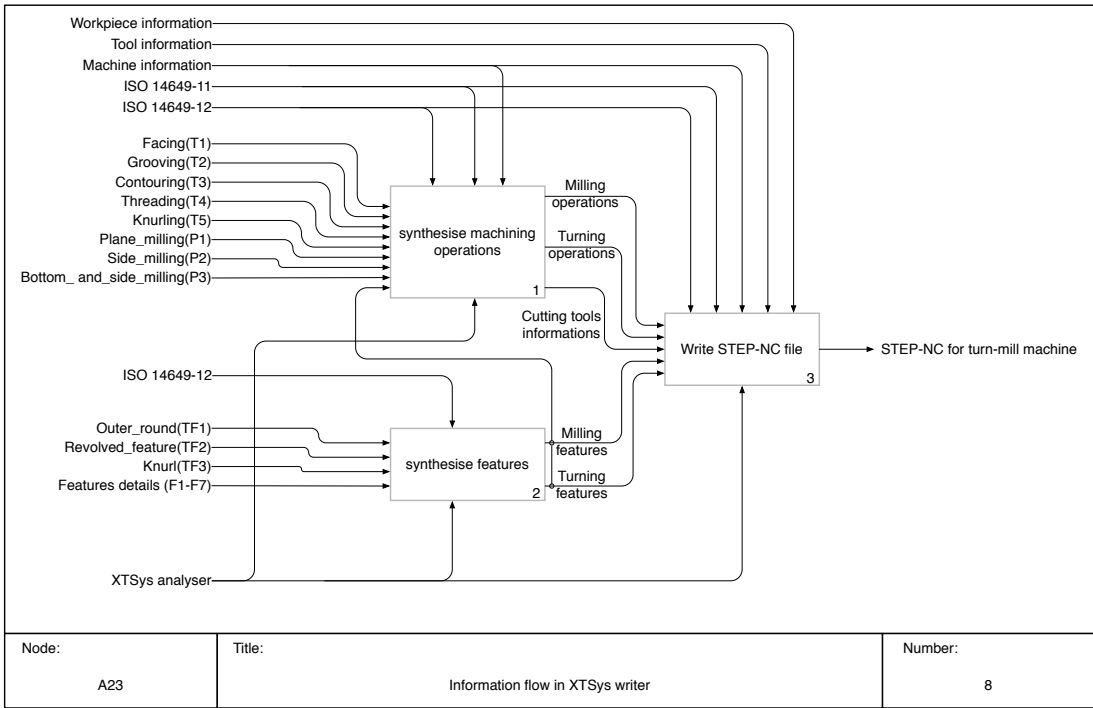 Workpiece information
Tool information
Machine information
ISO 14649-11
ISO 14649-12
Facing(T1)
Grooving(T2)
Contouring(T3)
Threading(T4)
Knurling(T5)
Plane_milling(P1)
Side_milling(P2)
Bottom_ and_side_milling(P3)
synthesise machining
operations
1
Milling
operations
Turning
operations
Cutting tools
informations
Write STEP-NC file
3
STEP-NC for turn-mill machine
ISO 14649-12
Outer_round(TF1)
Revolved_feature(TF2)
Knurl(TF3)
Features details (F1-F7)
synthesise features
2
Milling
features
Turning
features
XTSys analyser
Node:
A23
Title:
Information flow in XTSys writer
Number:
8